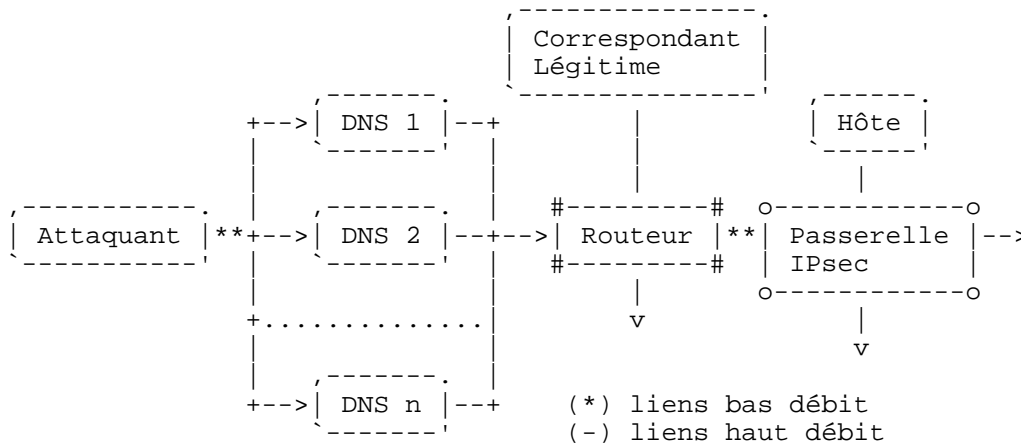 Correspondant
Légitime
DNS 1
Hôte
Attaquant
DNS 2
Routeur
Passerelle
IPsec
DNS n
(*) liens bas débit
(-) liens haut débit